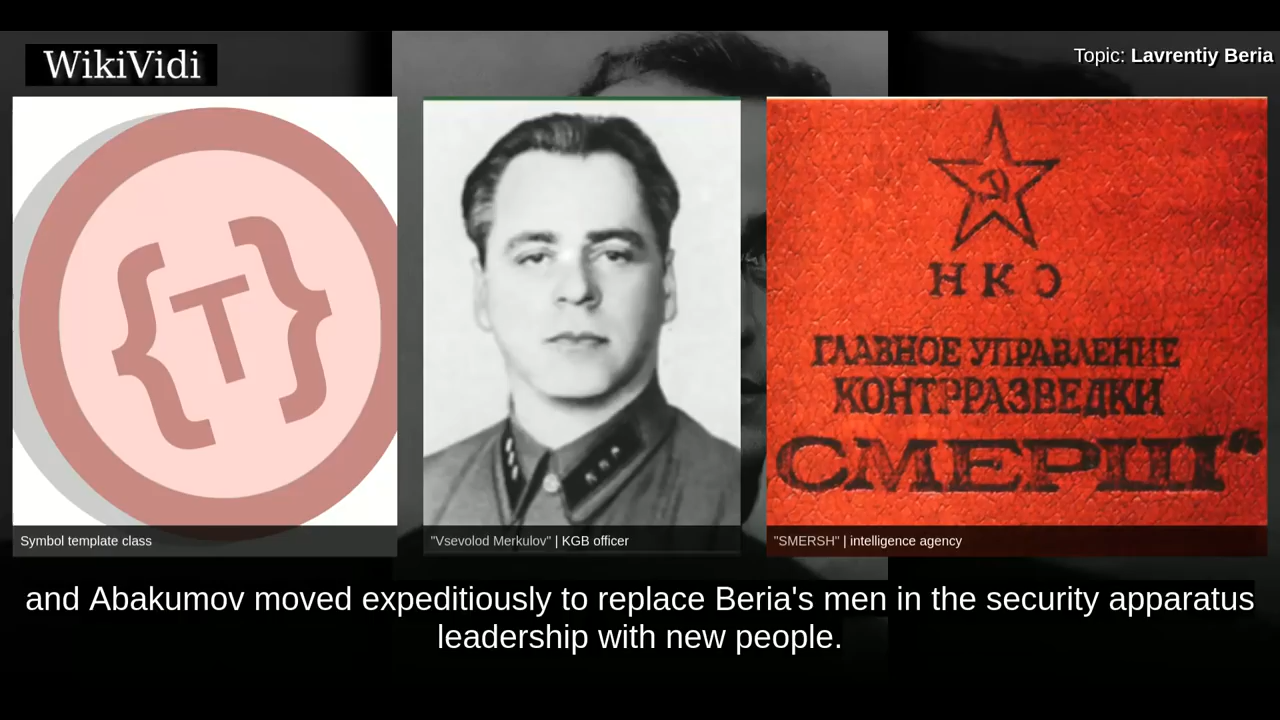 WikiVidi
Topic: Lavrentiy Beria
{T}
НКО
ГЛАВНОЕ УПРАВЛЕНИЕ
КОНТРРАЗВЕДКИ
СМЕРШ"
Symbol template class
"Vsevolod Merkulov" | KGB officer
"SMERSH" | intelligence agency
and Abakumov moved expeditiously to replace Beria's men in the security apparatus
leadership with new people.